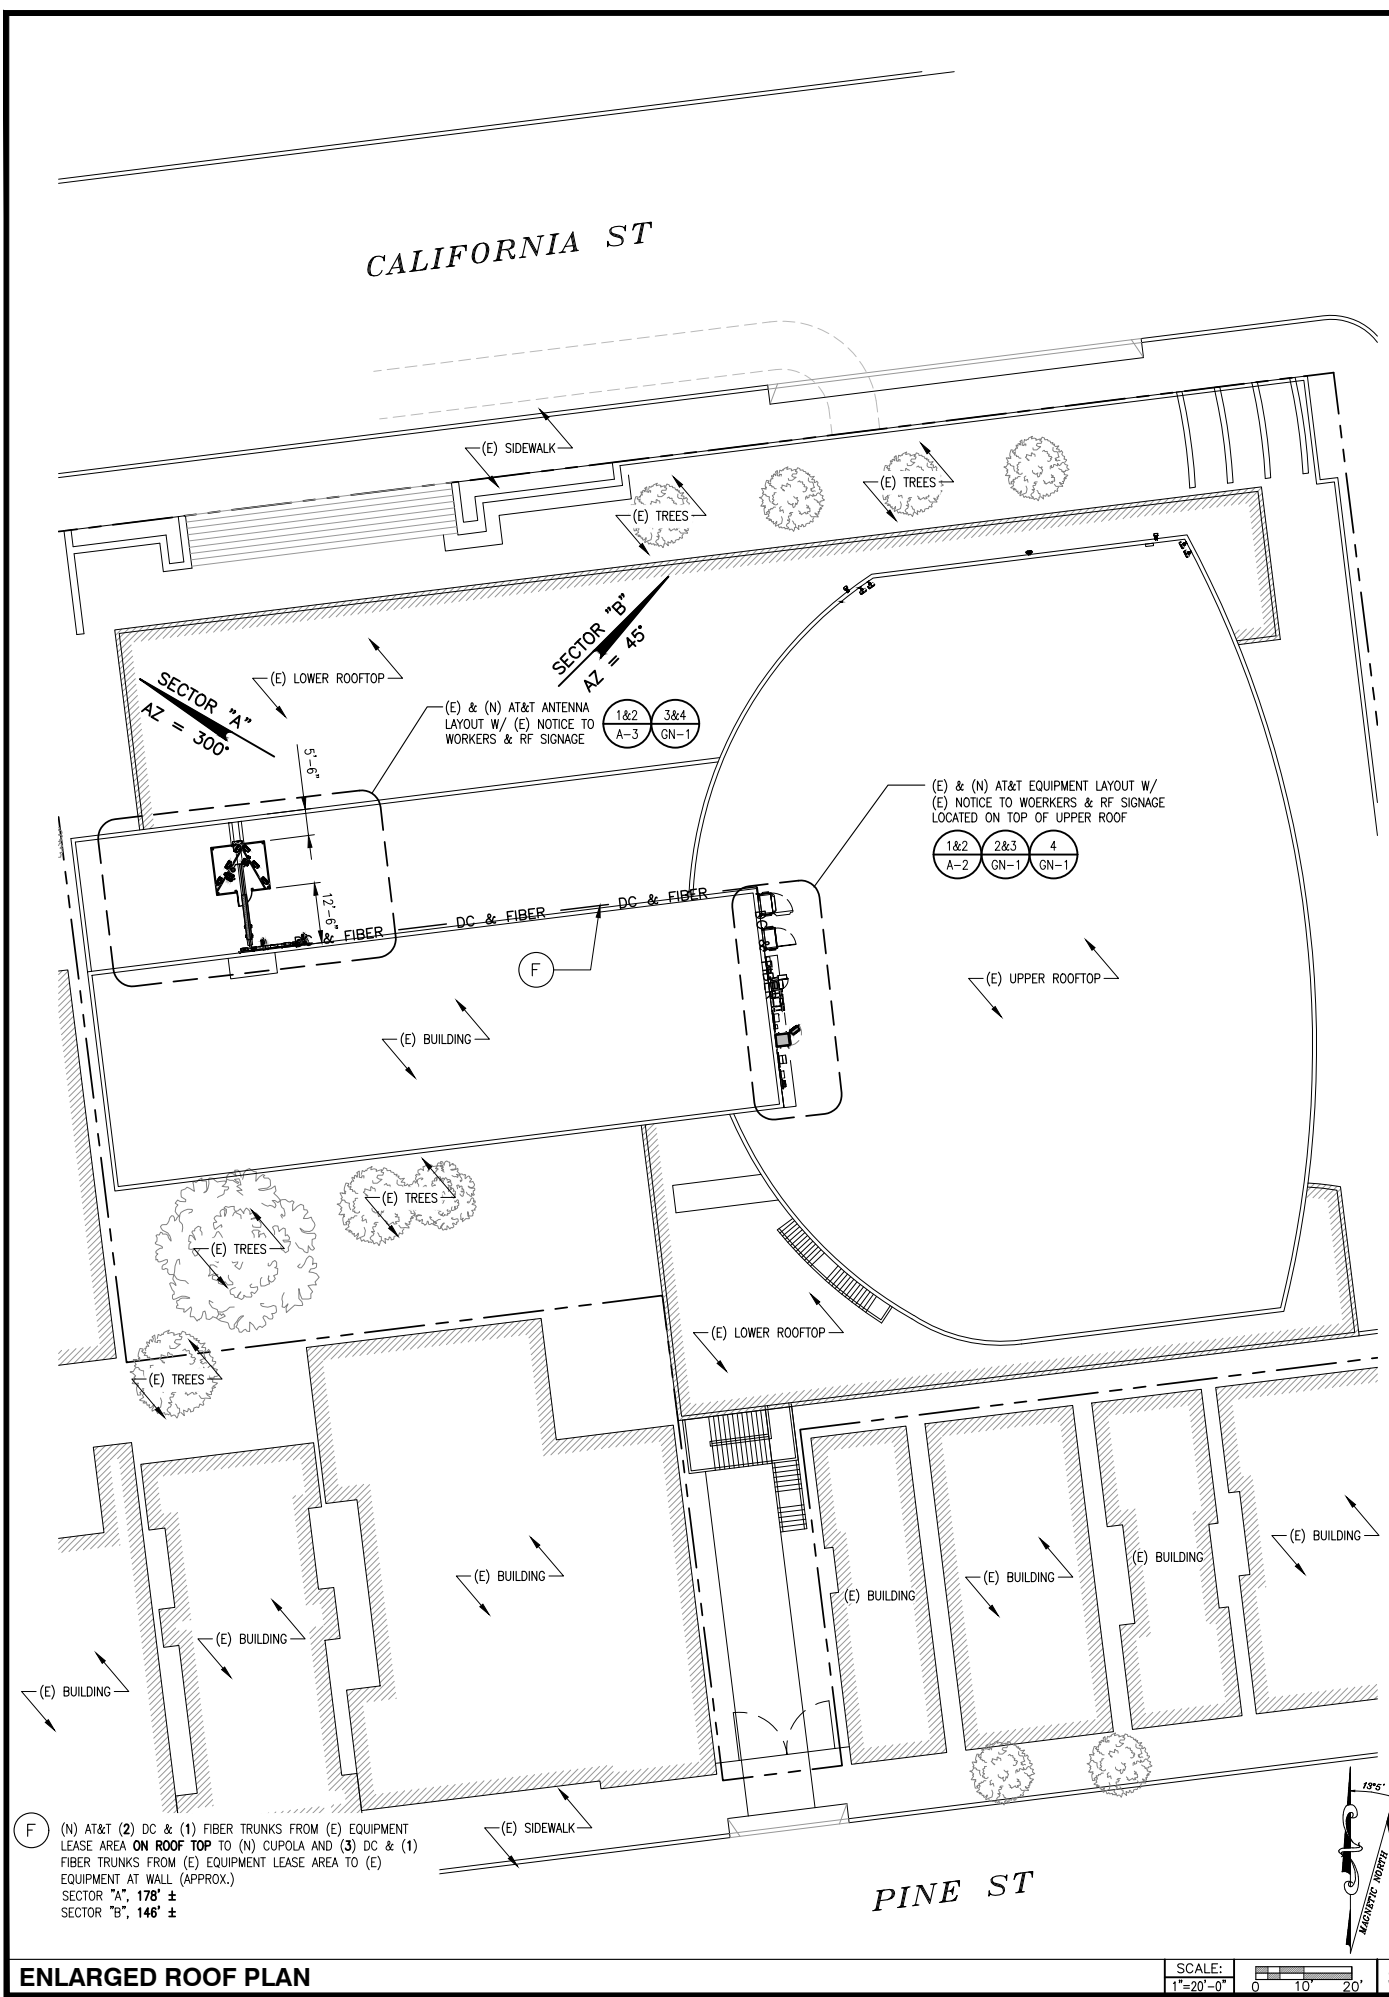 CALIFORNIA ST
(E) SIDEWALK
(E) TREES
(E) TREES
SECTOR "B"
AZ = 45°
SECTOR "A"
AZ = 300°
(E) LOWER ROOFTOP
(E) & (N) AT&T ANTENNA
LAYOUT W/ (E) NOTICE TO
WORKERS & RF SIGNAGE
1&2
A-3
3&4
GN-1
5'-6"
(E) & (N) AT&T EQUIPMENT LAYOUT W/
(E) NOTICE TO WOERKERS & RF SIGNAGE
LOCATED ON TOP OF UPPER ROOF
1&2
A-2
2&3
GN-1
4
GN-1
12'-6"
DC & FIBER
DC & FIBER
DC & FIBER
DC &
F
(E) UPPER ROOFTOP
(E) BUILDING
(E) TREES
(E) TREES
(E) LOWER ROOFTOP
(E) TREES
(E) BUILDING
(E) BUILDING
(E) BUILDING
(E) BUILDING
(E) BUILDING
(E) BUILDING
(E) BUILDING
13°5'
F
(N) AT&T (2) DC & (1) FIBER TRUNKS FROM (E) EQUIPMENT
LEASE AREA ON ROOF TOP TO (N) CUPOLA AND (3) DC & (1)
FIBER TRUNKS FROM (E) EQUIPMENT LEASE AREA TO (E)
EQUIPMENT AT WALL (APPROX.)
SECTOR "A", 178' ±
SECTOR "B", 146' ±
(E) SIDEWALK
PINE ST
MAGNETIC NORTH
ENLARGED ROOF PLAN
SCALE:
1"=20'-0"
0 10' 20'